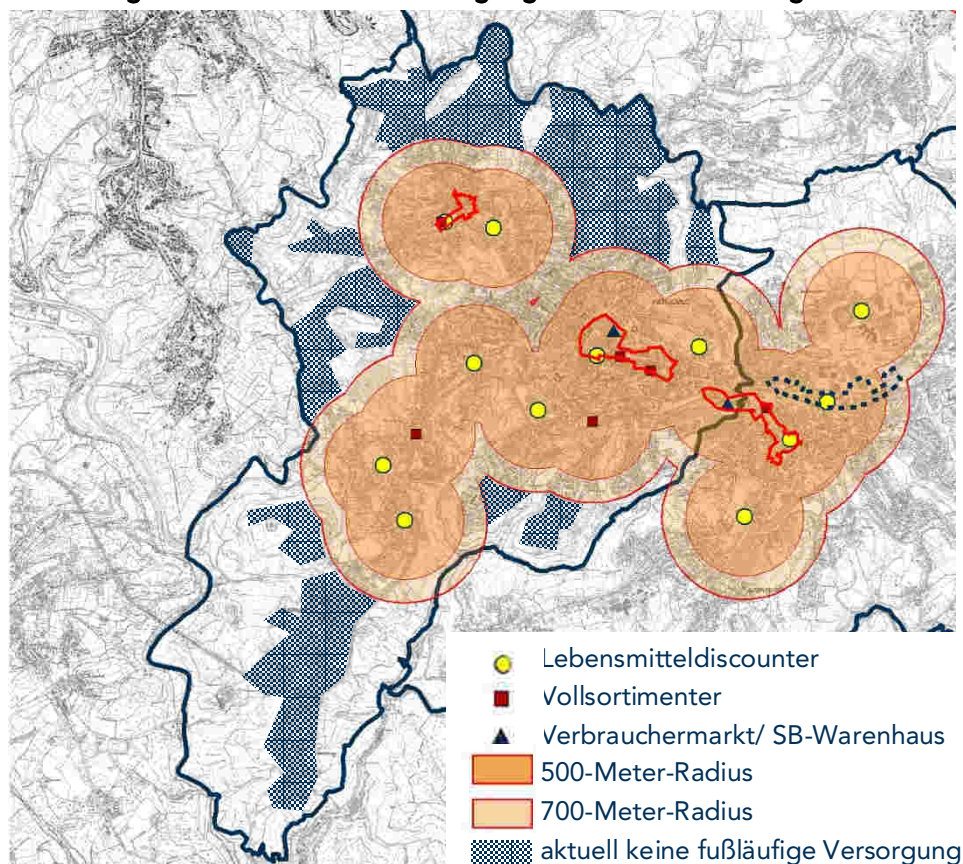 Lebensmitteldiscounter
Vollsortimenter
Verbrauchermarkt/ SB-Warenhaus
500-Meter-Radius
700-Meter-Radius
aktuell keine fußläufige Versorgung